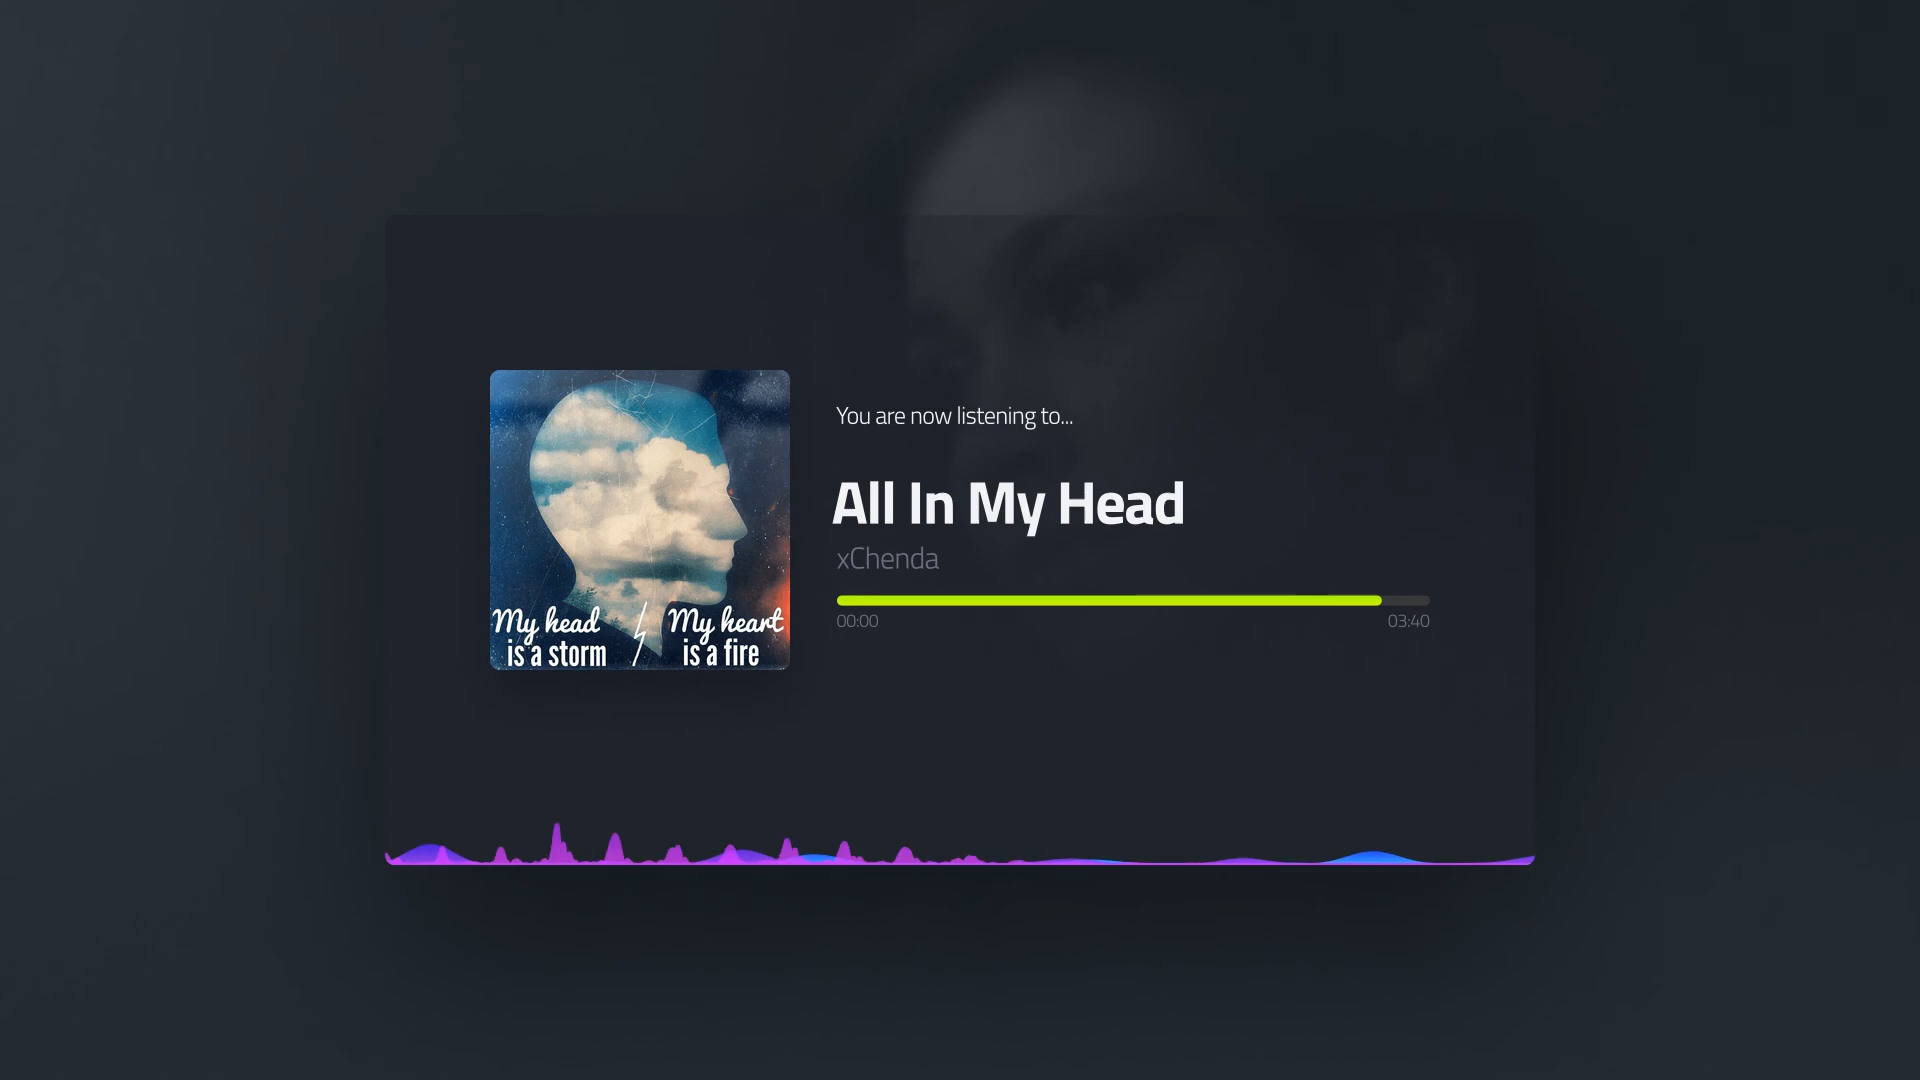 You are now listening to...
All In My Head
xChenda
00:00
03:40
My head
is a storm
My heart
is a fire